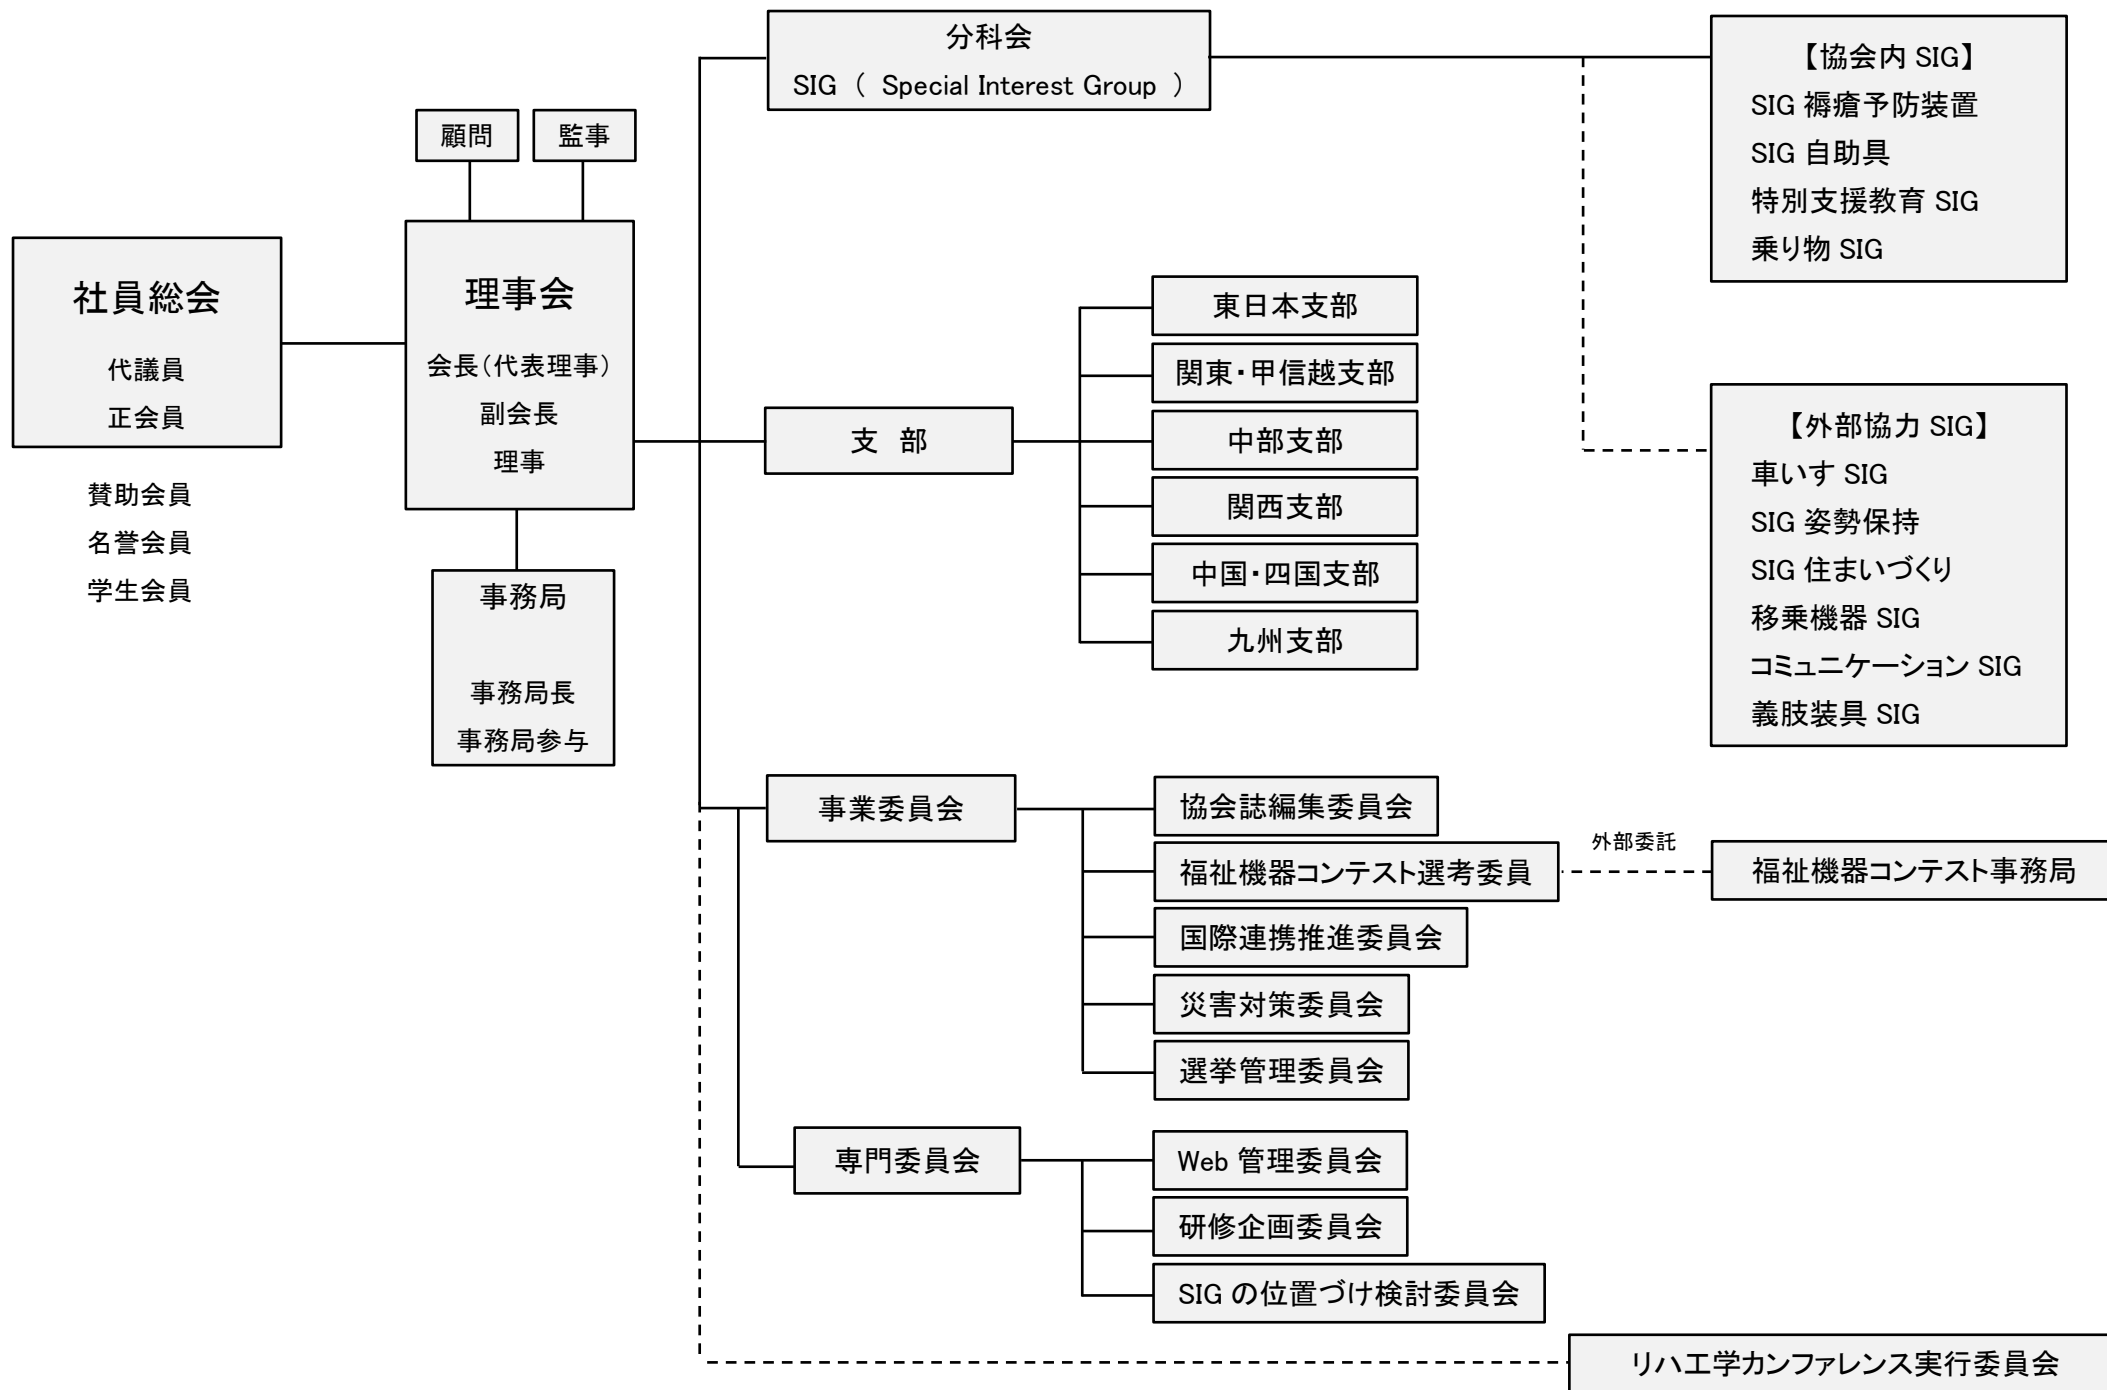 分科会
SIG ( Special Interest Group )
【協会内 SIG】
SIG 褥瘡予防装置
SIG 自助具
特別支援教育 SIG
乗り物 SIG
顧問
監事
社員総会
代議員
正会員
賛助会員
名誉会員
学生会員
理事会
会長(代表理事)
副会長
理事
事務局
事務局長
事務局参与
支 部
東日本支部
関東・甲信越支部
中部支部
関西支部
中国・四国支部
九州支部
【外部協力 SIG】
車いす SIG
SIG 姿勢保持
SIG 住まいづくり
移乗機器 SIG
コミュニケーション SIG
義肢装具 SIG
事業委員会
協会誌編集委員会
福祉機器コンテスト選考委員
外部委託
福祉機器コンテスト事務局
国際連携推進委員会
災害対策委員会
選挙管理委員会
専門委員会
Web 管理委員会
研修企画委員会
SIG の位置づけ検討委員会
リハ工学カンファレンス実行委員会